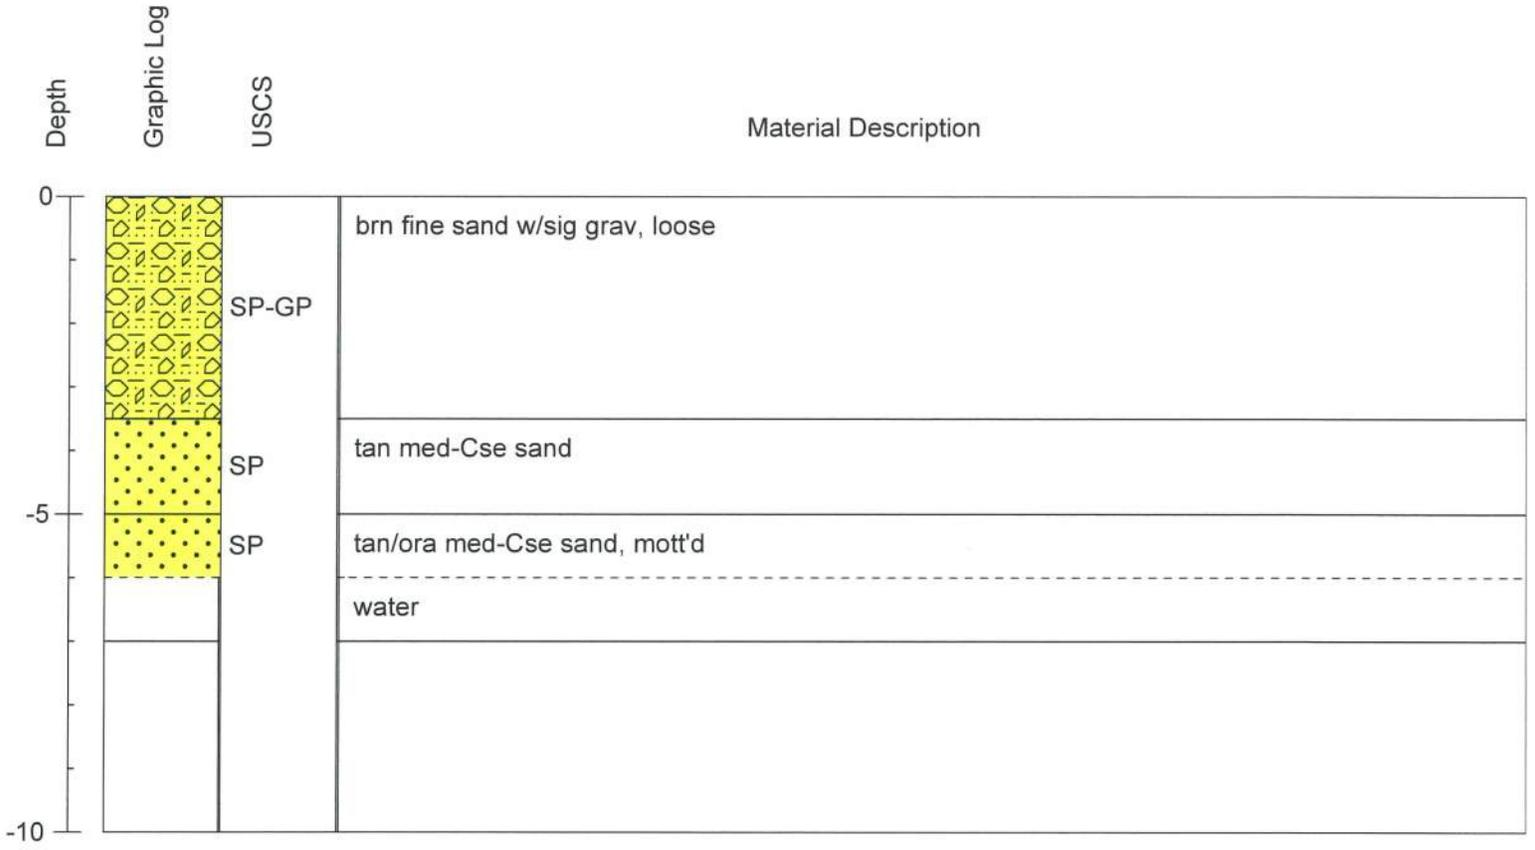 Depth
Graphic Log
USCS
Material Description
0
brn fine sand w/sig grav, loose
SP-GP
tan med-Cse sand
SP
-5
tan/ora med-Cse sand, mott'd
SP
water
-10